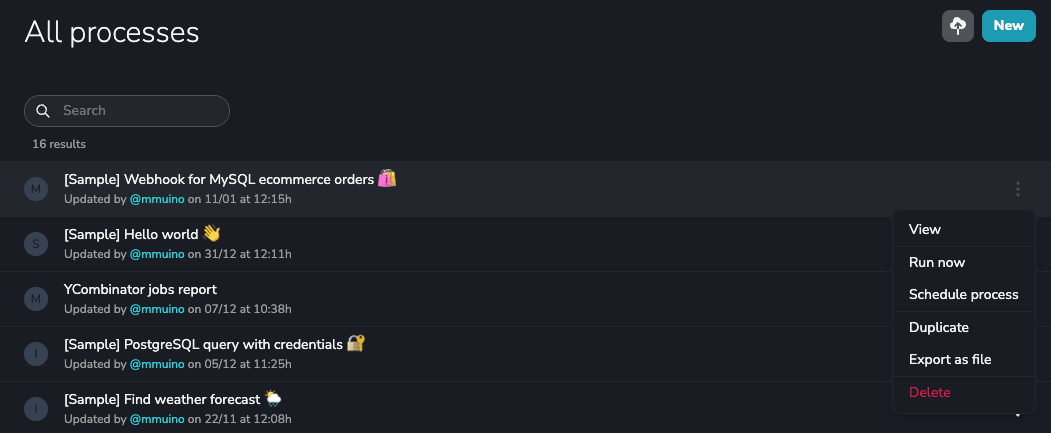 All processes
New
Search
16 results
M
[Sample] Webhook for MySQL ecommerce orders 🛍️
Updated by @mmuino on 11/01 at 12:15h
View
S
[Sample] Hello world 👋
Updated by @mmuino on 31/12 at 12:11h
Run now
M
YCombinator jobs report
Updated by @mmuino on 07/12 at 10:38h
Schedule process
Duplicate
I
[Sample] PostgreSQL query with credentials 🔐
Updated by @mmuino on 05/12 at 11:25h
Export as file
I
[Sample] Find weather forecast 🌦️
Updated by @mmuino on 22/11 at 12:08h
Delete